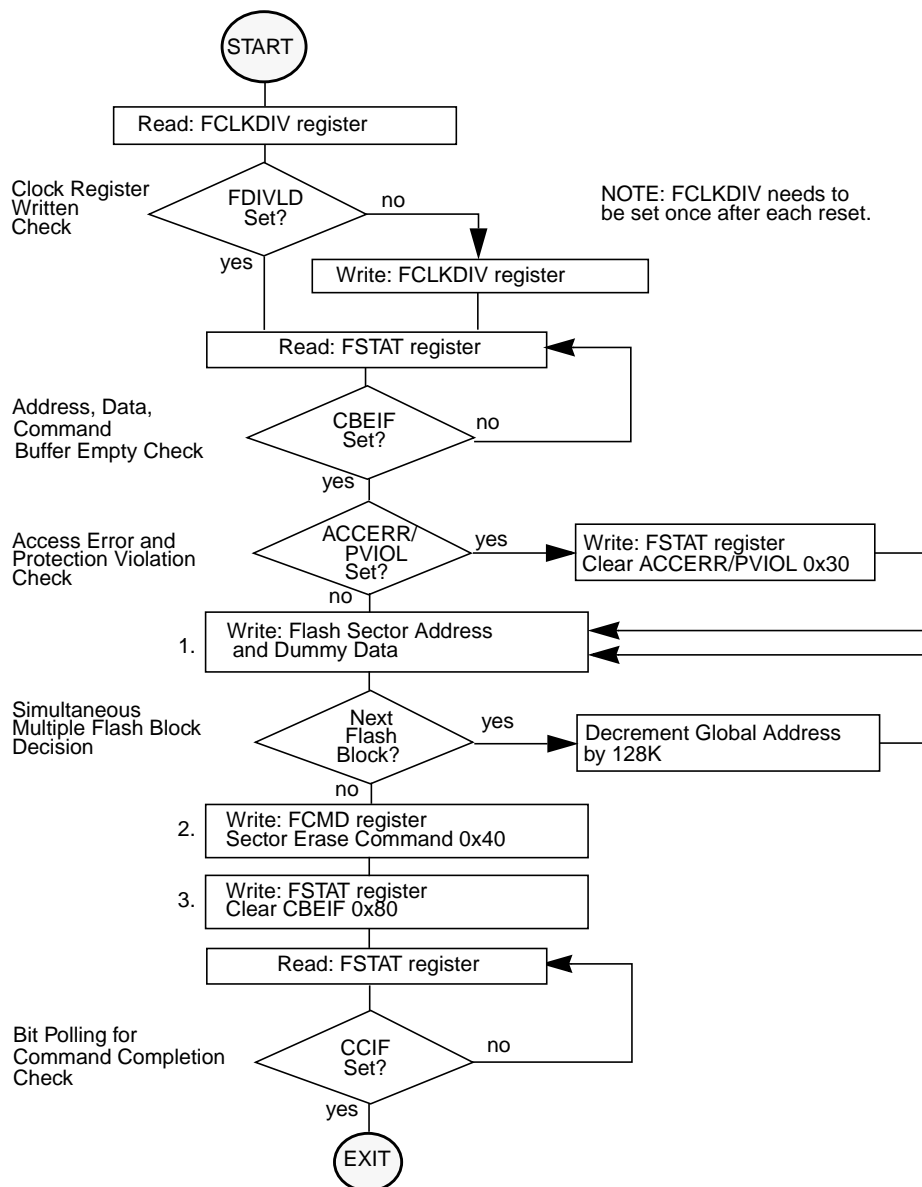 START
Read: FCLKDIV register
Clock Register
Written
Check
FDIVLD
Set?
no
NOTE: FCLKDIV needs to
be set once after each reset.
yes
Write: FCLKDIV register
Read: FSTAT register
Address, Data,
Command
Buffer Empty Check
CBEIF
Set?
no
yes
Access Error and
Protection Violation
Check
ACCERR/
PVIOL
Set?
yes
Write: FSTAT register
Clear ACCERR/PVIOL 0x30
no
1.
Write: Flash Sector Address
and Dummy Data
Simultaneous
Multiple Flash Block
Decision
Next
Flash
Block?
yes
Decrement Global Address
by 128K
no
2.
Write: FCMD register
Sector Erase Command 0x40
3.
Write: FSTAT register
Clear CBEIF 0x80
Read: FSTAT register
Bit Polling for
Command Completion
Check
CCIF
Set?
no
yes
EXIT